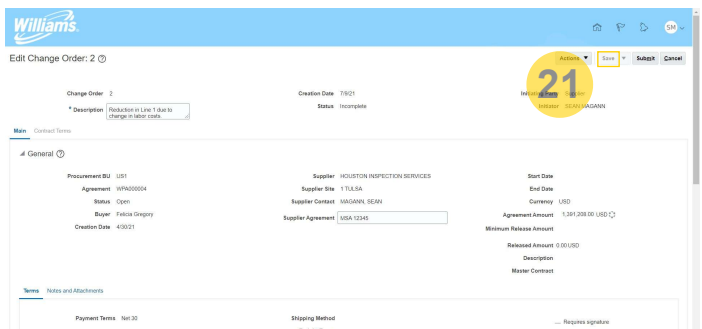 Williams.
SM
Edit Change Order: 2
Actions Save Submit Cancel
21
Change Order 2 Creation Date 7/9/21 Initiating Party Supplier
* Description Reduction in Line 1 due to change in labor costs. Status Incomplete Initiator SEAN MAGANN
Main Contract Terms
General
Procurement BU US1 Supplier HOUSTON INSPECTION SERVICES Start Date
Agreement WPA000004 Supplier Site 1 TULSA End Date
Status Open Supplier Contact MAGANN, SEAN Currency USD
Buyer Felicia Gregory Supplier Agreement MSA 12345 Agreement Amount 1,391,208.00 USD
Creation Date 4/30/21 Minimum Release Amount
Released Amount 0.00 USD
Description
Master Contract
Terms Notes and Attachments
Payment Terms Net 30 Shipping Method Requires signature